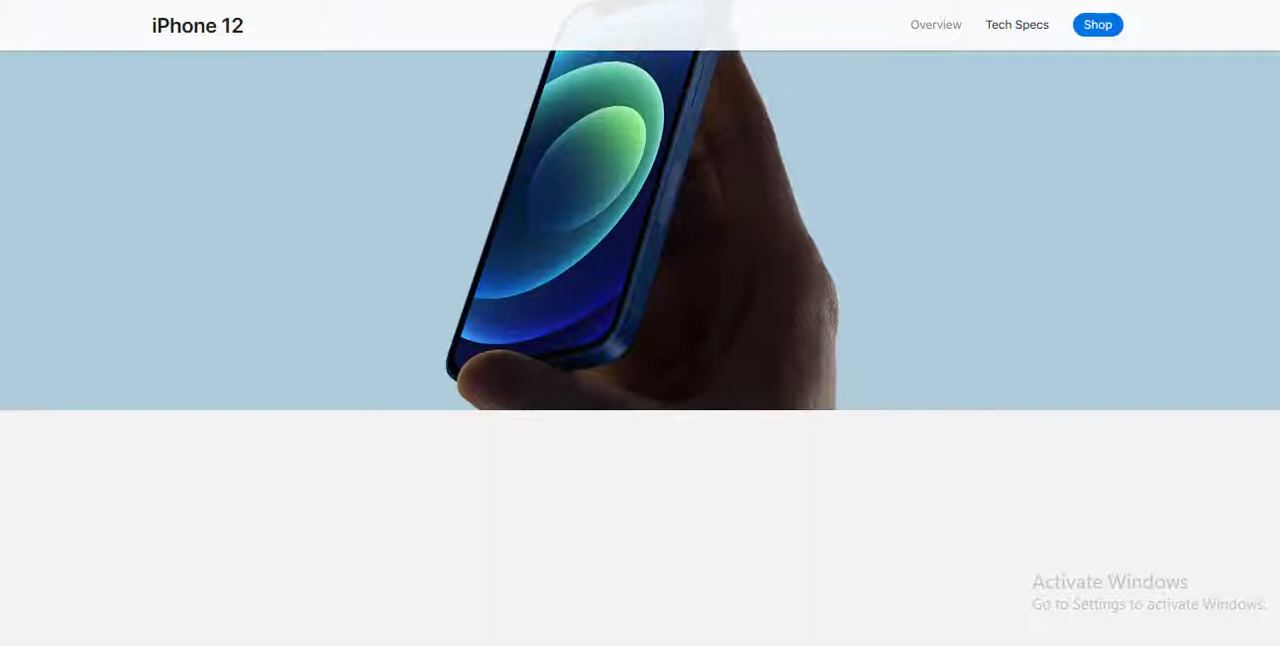 iPhone 12
Overview
Tech Specs
Shop
Activate Windows
Go to Settings to activate Windows.